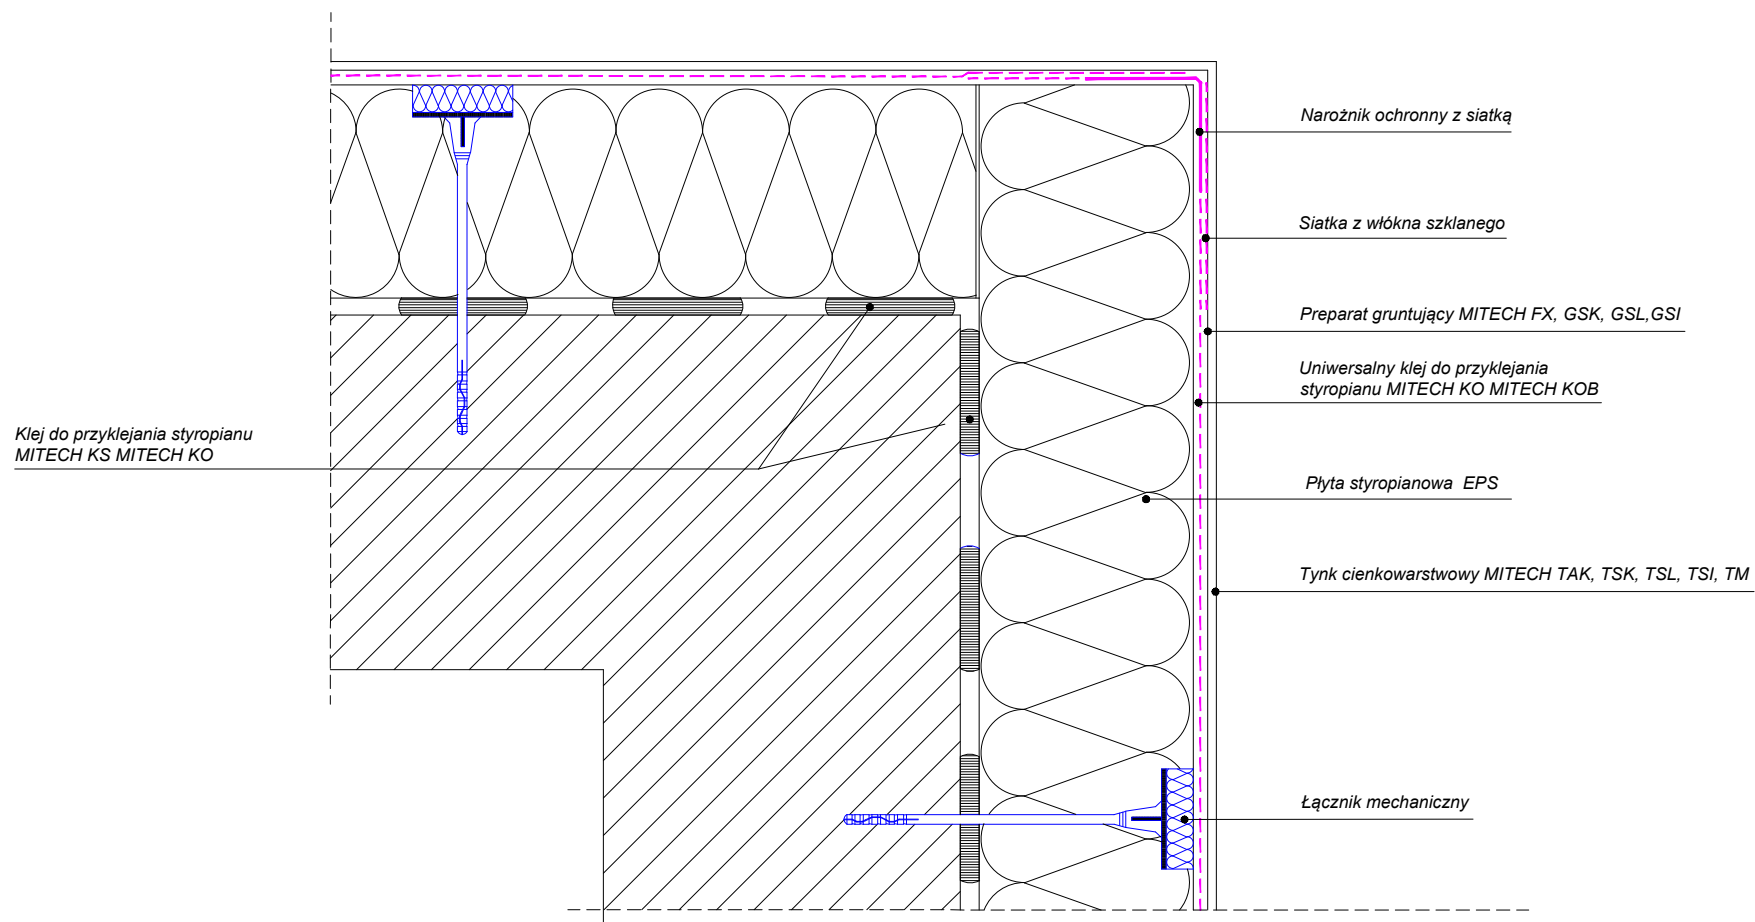 Narożnik ochronny z siatką
Siatka z włókna szklanego
Preparat gruntujący MITECH FX, GSK, GSL,GSI
Uniwersalny klej do przyklejania
styropianu MITECH KO MITECH KOB
Klej do przyklejania styropianu
MITECH KS MITECH KO
Płyta styropianowa EPS
Tynk cienkowarstwowy MITECH TAK, TSK, TSL, TSI, TM
Łącznik mechaniczny